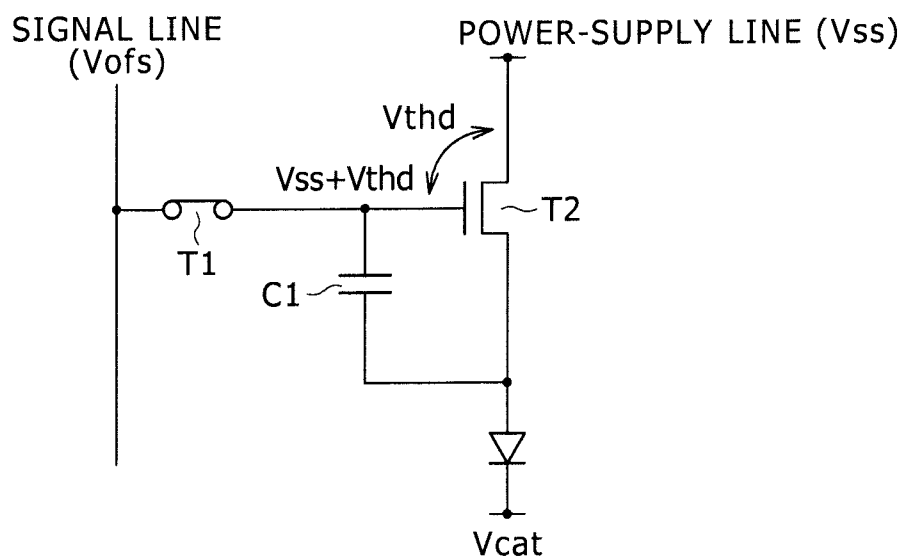 SIGNAL LINE
(Vofs)
POWER-SUPPLY LINE (Vss)
Vthd
Vss+Vthd
T2
T1
C1
Vcat